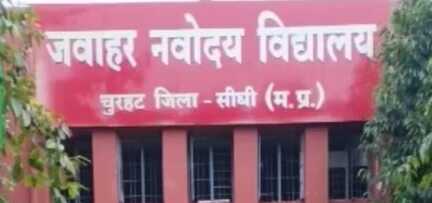 जवाहर नवोदय विद्यालय
चुरहट जिला - सीधी (म.प्र.)